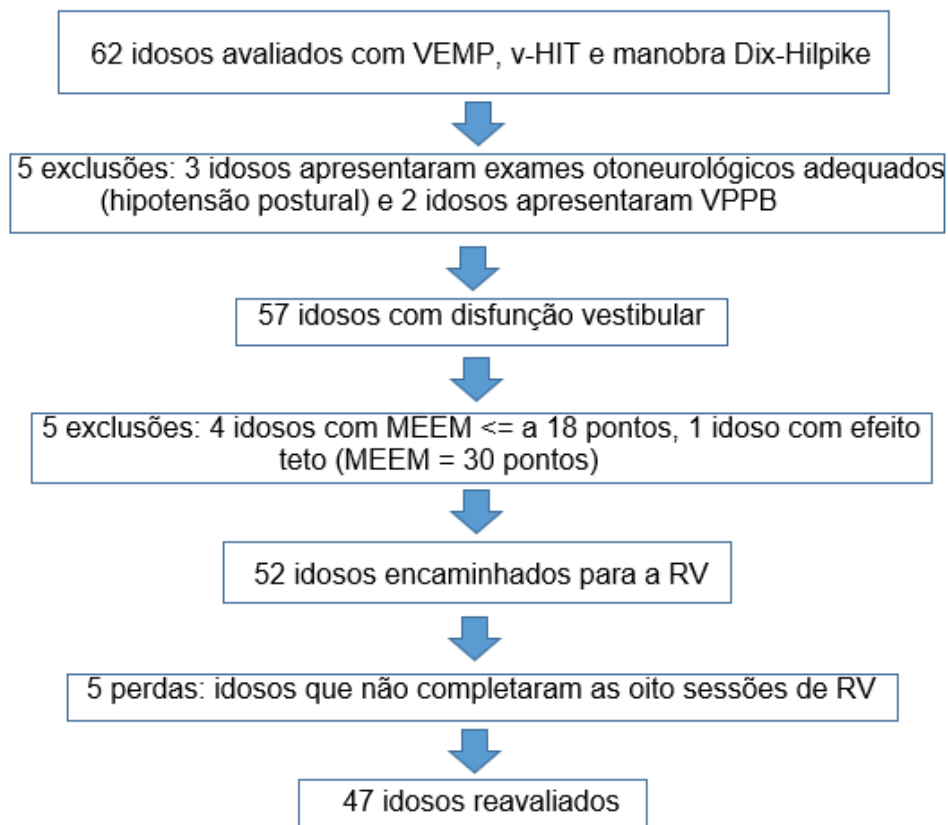 62 idosos avaliados com VEMP, v-HIT e manobra Dix-Hilpike
5 exclusões: 3 idosos apresentaram exames otoneurológicos adequados
(hipotensão postural) e 2 idosos apresentaram VPPB
57 idosos com disfunção vestibular
5 exclusões: 4 idosos com MEEM <= a 18 pontos, 1 idoso com efeito
teto (MEEM = 30 pontos)
52 idosos encaminhados para a RV
5 perdas: idosos que não completaram as oito sessões de RV
47 idosos reavaliados